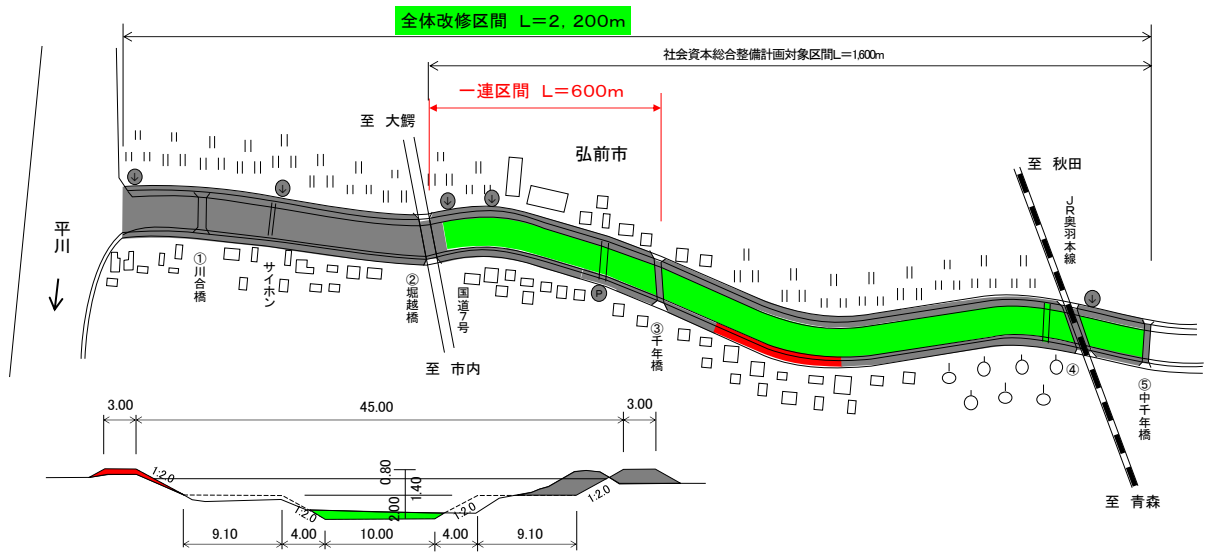 全体改修区間 L=2,200m
社会資本総合整備計画対象区間L=1,600m
一連区間 L=600m
至 大鰐
弘前市
至 秋田
JR奥羽本線
平川
①川合橋
サイホン
②堀越橋
国道7号
至 市内
P
③千年橋
④
⑤中千年橋
至 青森
3.00
45.00
3.00
1:2.0
0.80
1.40
2.00
1:2.0
1:2.0
1:2.0
9.10
4.00
10.00
4.00
9.10